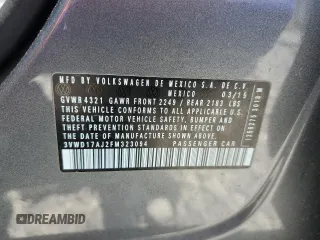 MFD BY VOLKSWAGEN DE MEXICO S.A. DE C.V.
MEXICO 03/15
GVWR 4321 GAWR FRONT 2249 / REAR 2183 LBS
THIS VEHICLE CONFORMS TO ALL APPLICABLE U.S.
FEDERAL MOTOR VEHICLE SAFETY, BUMPER, AND
THEFT PREVENTION STANDARDS IN EFFECT ON THE
DATE OF MANUFACTURE SHOWN ABOVE.
3VWD17AJ2FM323094 PASSENGER CAR
DREAMBID